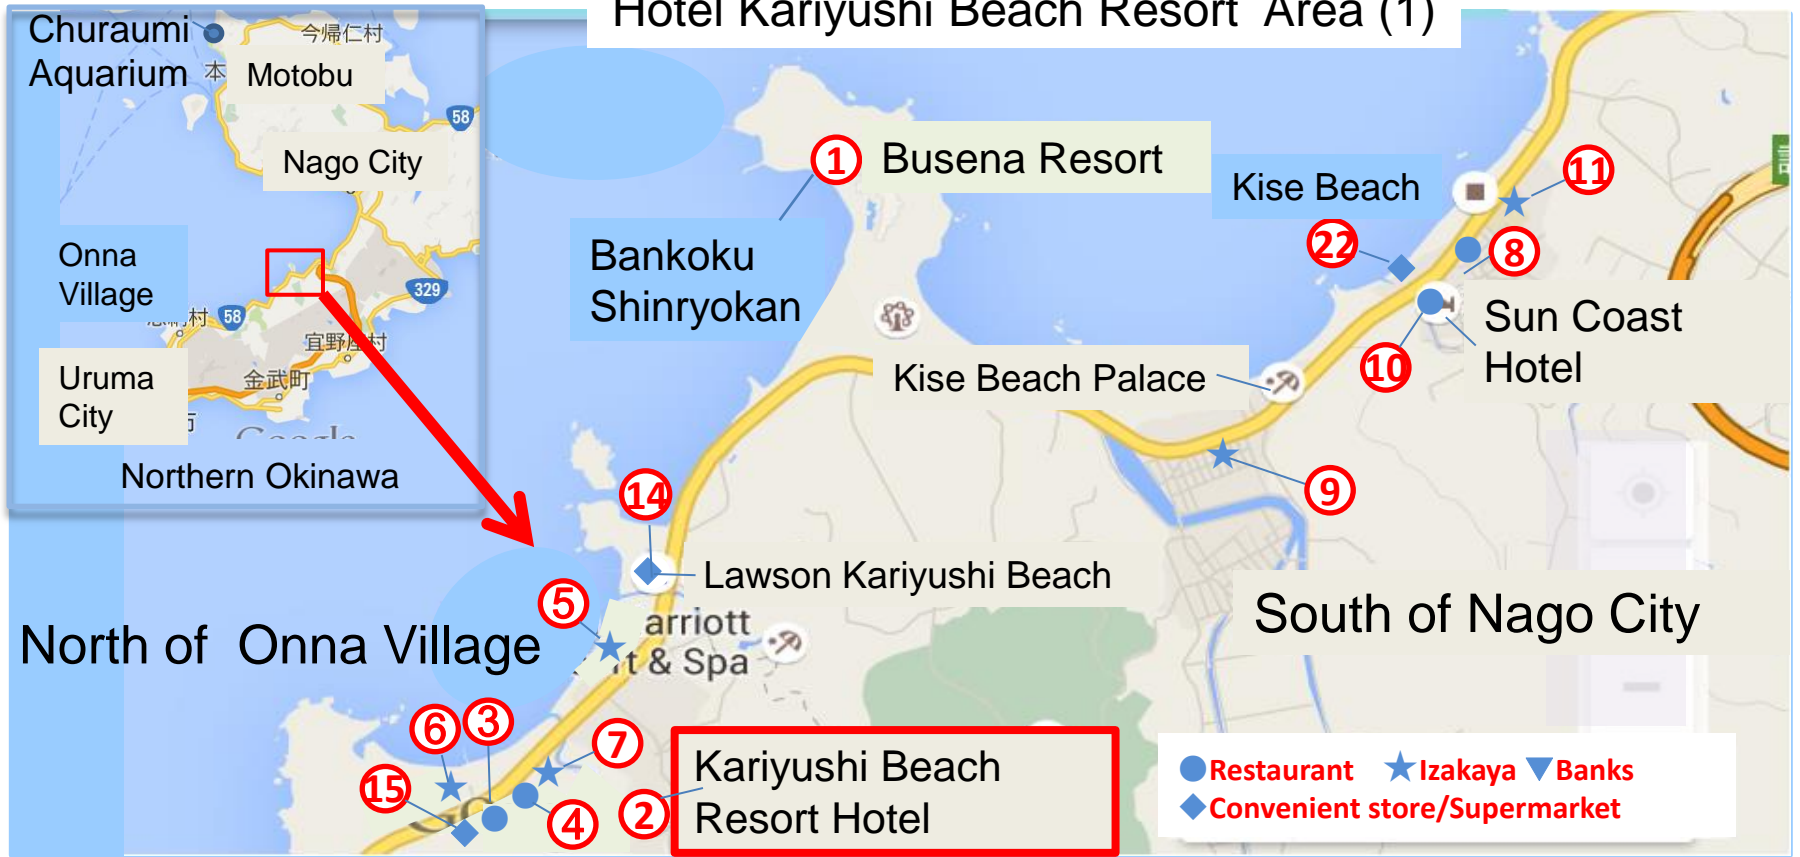 Hotel Kariyushi Beach Resort Area (1)
Churaumi
Aquarium
今帰仁村
本
Motobu
58
Nago City
Onna
Village
村
58
329
宜野座村
Uruma
City
金武町
市
Google
Northern Okinawa
1
Busena Resort
Bankoku
Shinryokan
Kise Beach
11
22
8
Sun Coast
Hotel
10
Kise Beach Palace
9
14
Lawson Kariyushi Beach
5
arriott
rt & Spa
North of Onna Village
South of Nago City
6
3
7
15
4
2
Kariyushi Beach
Resort Hotel
Restaurant
Izakaya
Banks
Convenient store/Supermarket